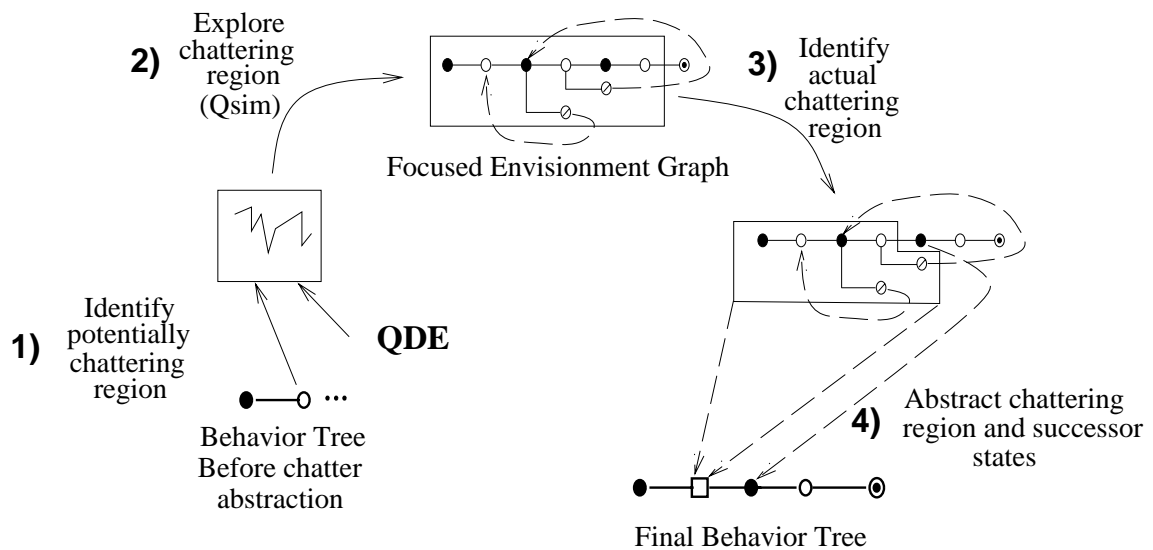 2)
Explore
chattering
region
(Qsim)
3)
Identify
actual
chattering
region
Focused Envisionment Graph
1)
Identify
potentially
chattering
region
QDE
...
Behavior Tree
Before chatter
abstraction
4)
Abstract chattering
region and successor
states
Final Behavior Tree